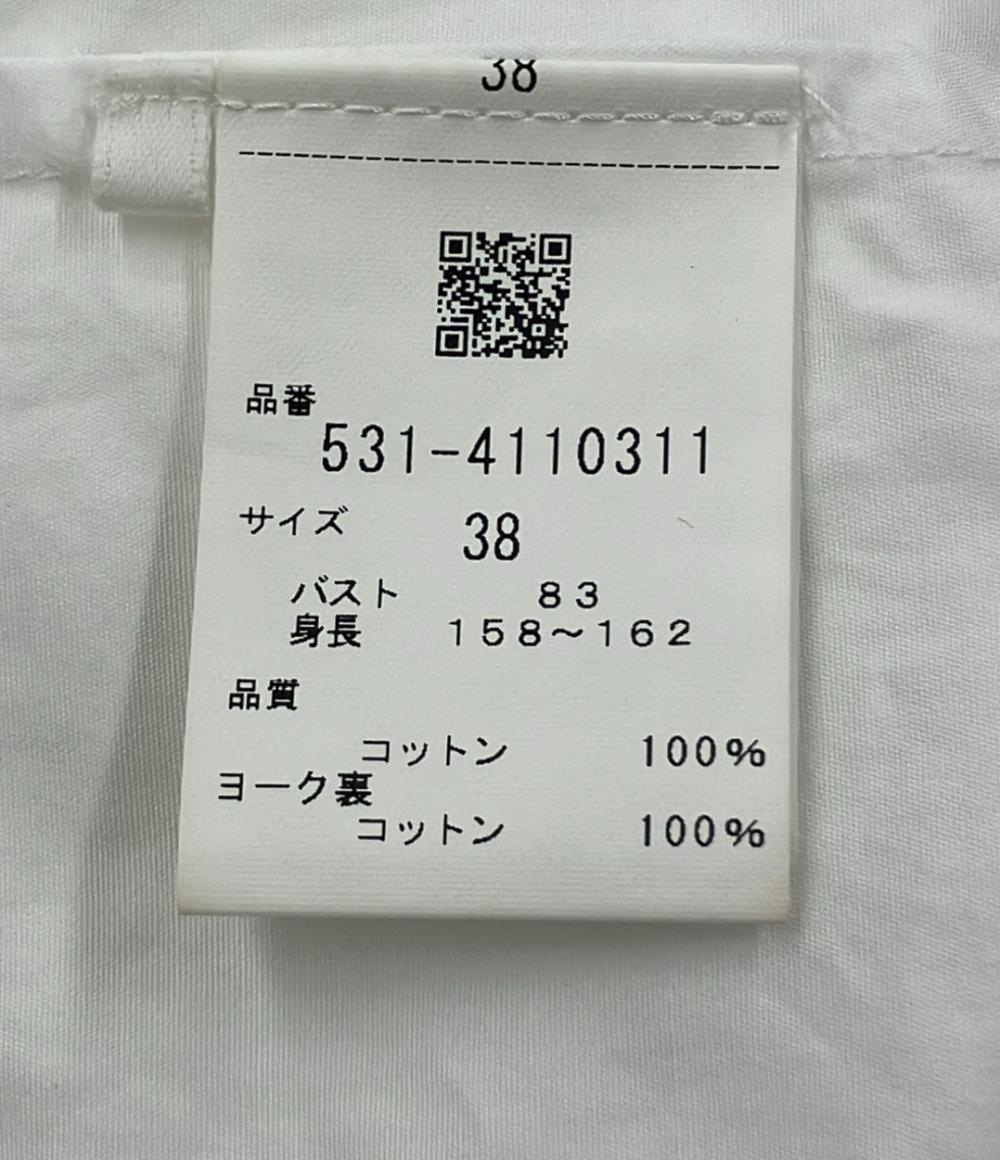 38
品番
531-4110311
サイズ 38
バスト 83
身長 158～162
品質
コットン 100%
ヨーク裏
コットン 100%